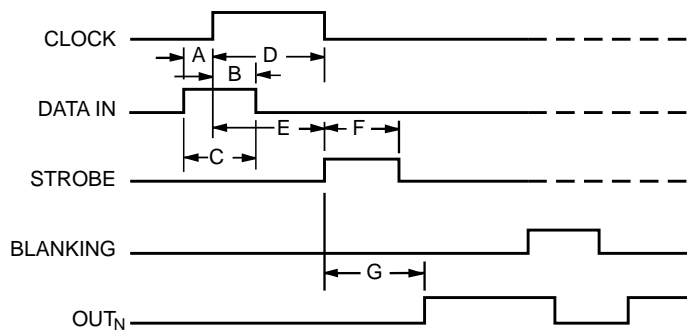 CLOCK
A D
B
DATA IN
E F
C
STROBE
BLANKING
G
OUTN